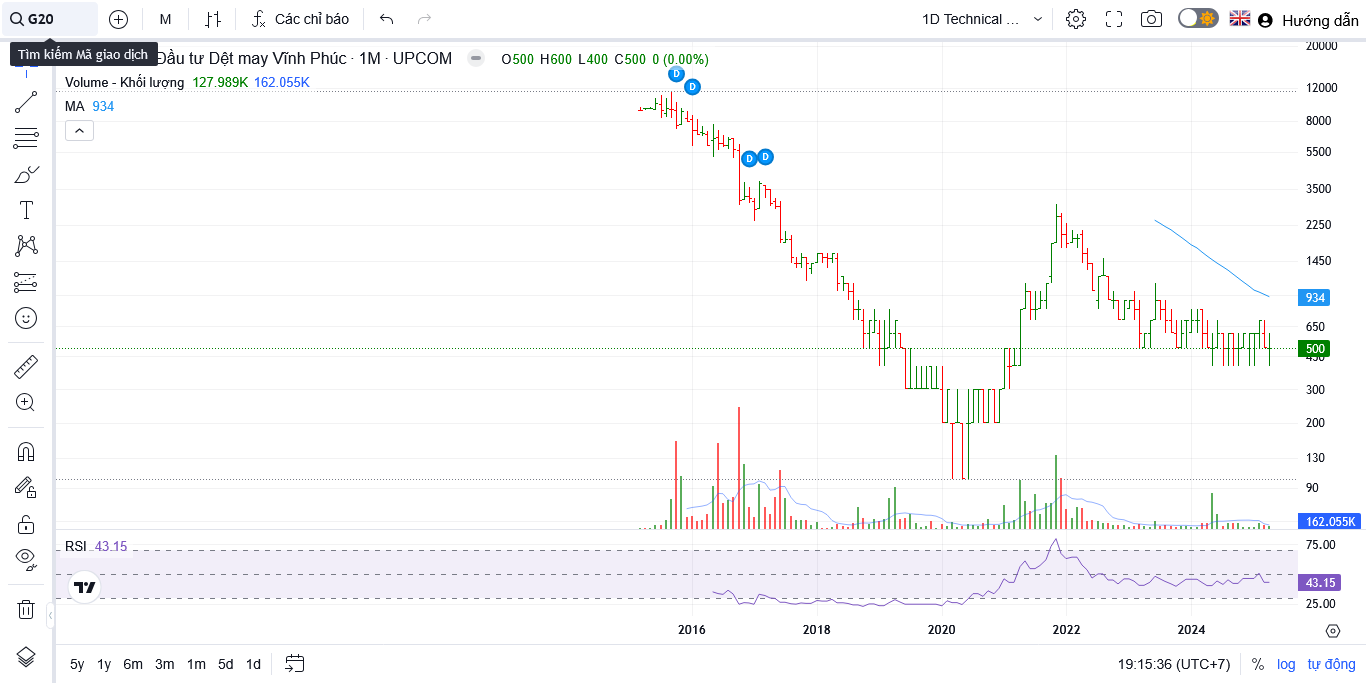 G20
M
Các chỉ báo
1D Technical ...
Hướng dẫn
Tìm kiếm Mã giao dịch
Đầu tư Dệt may Vĩnh Phúc · 1M · UPCOM
O500 H600 L400 C500 0 (0.00%)
Volume - Khối lượng 127.989K 162.055K
MA 934
D
D
D
D
20000
12000
8000
5500
3500
2250
1450
934
650
500
450
300
200
130
90
162.055K
RSI 43.15
75.00
43.15
25.00
2016 2018 2020 2022 2024
5y 1y 6m 3m 1m 5d 1d
19:15:36 (UTC+7) % log tự động